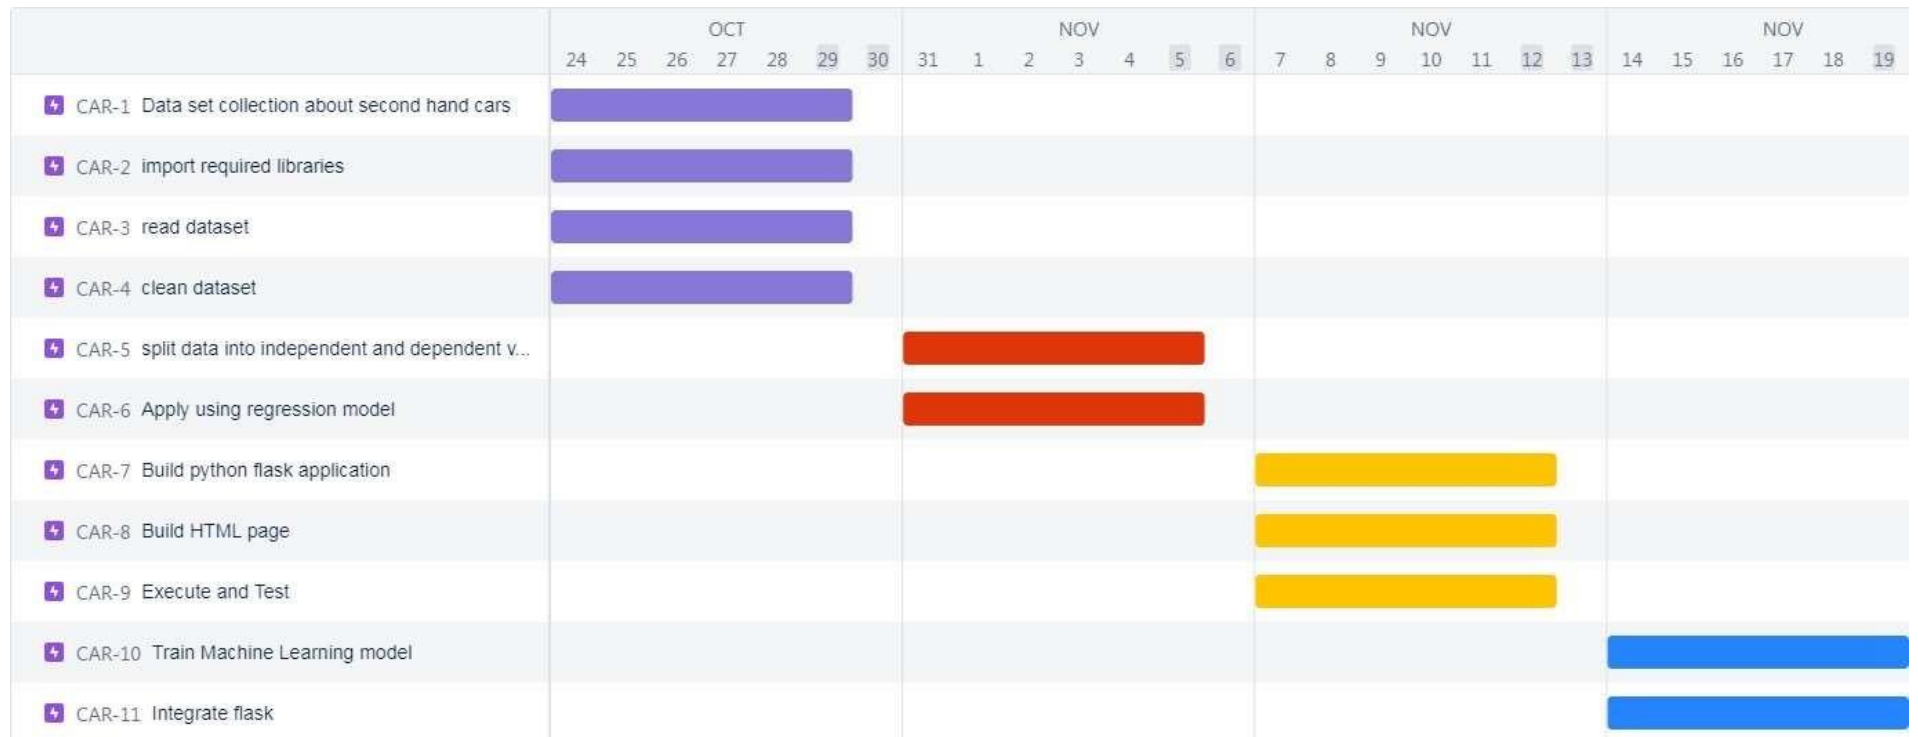 OCT NOV NOV NOV
24 25 26 27 28 29 30 31 1 2 3 4 5 6 7 8 9 10 11 12 13 14 15 16 17 18 19
CAR-1 Data set collection about second hand cars
CAR-2 import required libraries
CAR-3 read dataset
CAR-4 clean dataset
CAR-5 split data into independent and dependent v...
CAR-6 Apply using regression model
CAR-7 Build python flask application
CAR-8 Build HTML page
CAR-9 Execute and Test
CAR-10 Train Machine Learning model
CAR-11 Integrate flask